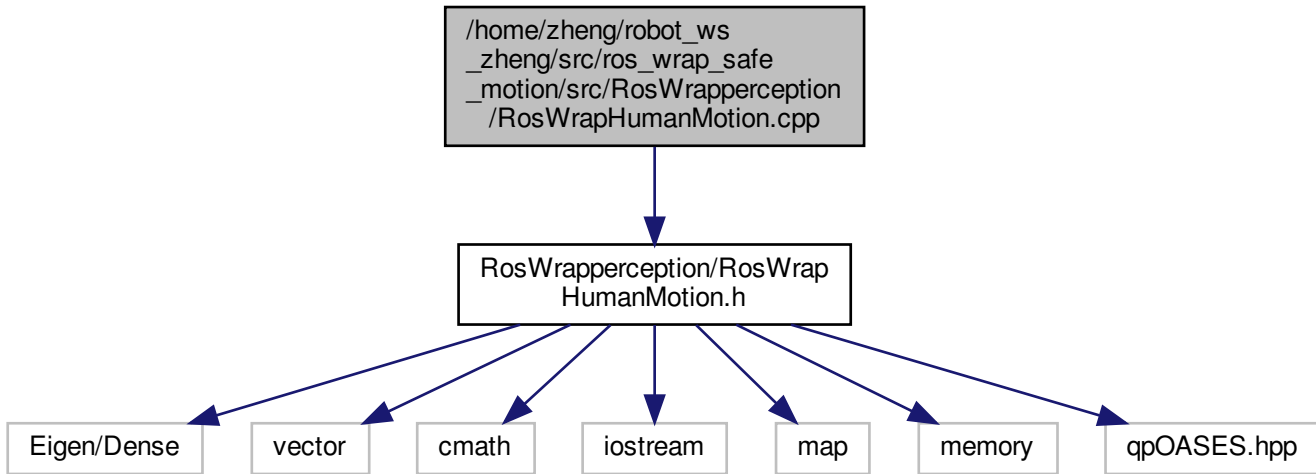 /home/zheng/robot_ws
_zheng/src/ros_wrap_safe
_motion/src/RosWrapperception
/RosWrapHumanMotion.cpp
RosWrapperception/RosWrap
HumanMotion.h
Eigen/Dense
vector
cmath
iostream
map
memory
qpOASES.hpp